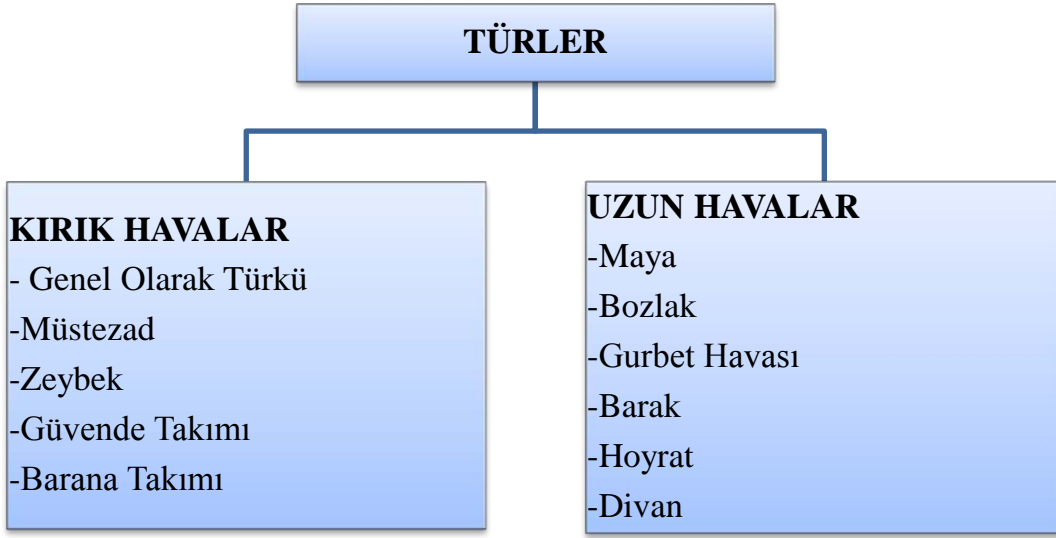 TÜRLER
KIRIK HAVALAR
- Genel Olarak Türkü
-Müstezad
-Zeybek
-Güvende Takımı
-Barana Takımı
UZUN HAVALAR
-Maya
-Bozlak
-Gurbet Havası
-Barak
-Hoyrat
-Divan